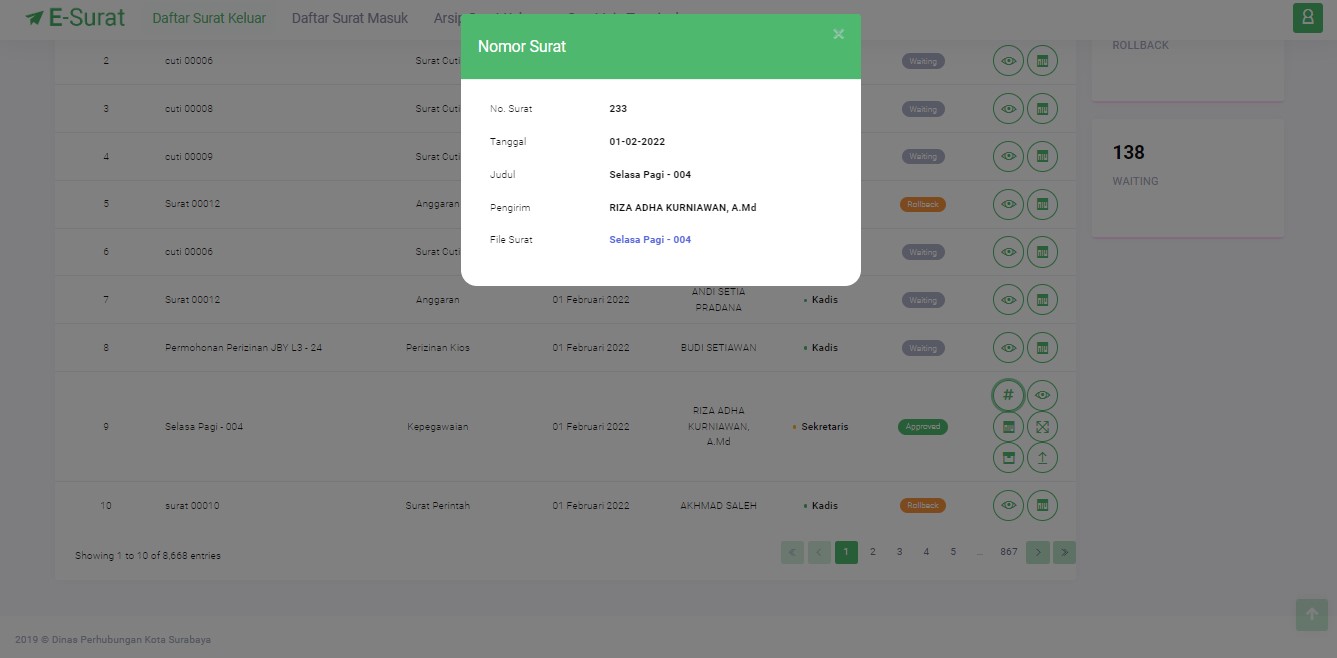 E-Surat Daftar Surat Keluar Daftar Surat Masuk
Nomor Surat
×
No. Surat 233
Tanggal 01-02-2022
Judul Selasa Pagi - 004
Pengirim RIZA ADHA KURNIAWAN, A.Md
File Surat Selasa Pagi - 004
2 cuti 00006 Surat Cuti Waiting
3 cuti 00008 Surat Cuti Waiting
4 cuti 00009 Surat Cuti Waiting
5 Surat 00012 Anggaran Rollback
6 cuti 00006 Surat Cuti Waiting
7 Surat 00012 Anggaran 01 Februari 2022 ANDI SETIA PRADANA • Kadis Waiting
8 Permohonan Perizinan JBY L3 - 24 Perizinan Kios 01 Februari 2022 BUDI SETIAWAN • Kadis Waiting
9 Selasa Pagi - 004 Kepegawaian 01 Februari 2022 RIZA ADHA KURNIAWAN, A.Md • Sekretaris Approved #
10 surat 00010 Surat Perintah 01 Februari 2022 AKHMAD SALEH • Kadis Rollback
Showing 1 to 10 of 8,668 entries
« ‹ 1 2 3 4 5 ... 867 › »
ROLLBACK
138
WAITING
2019 © Dinas Perhubungan Kota Surabaya